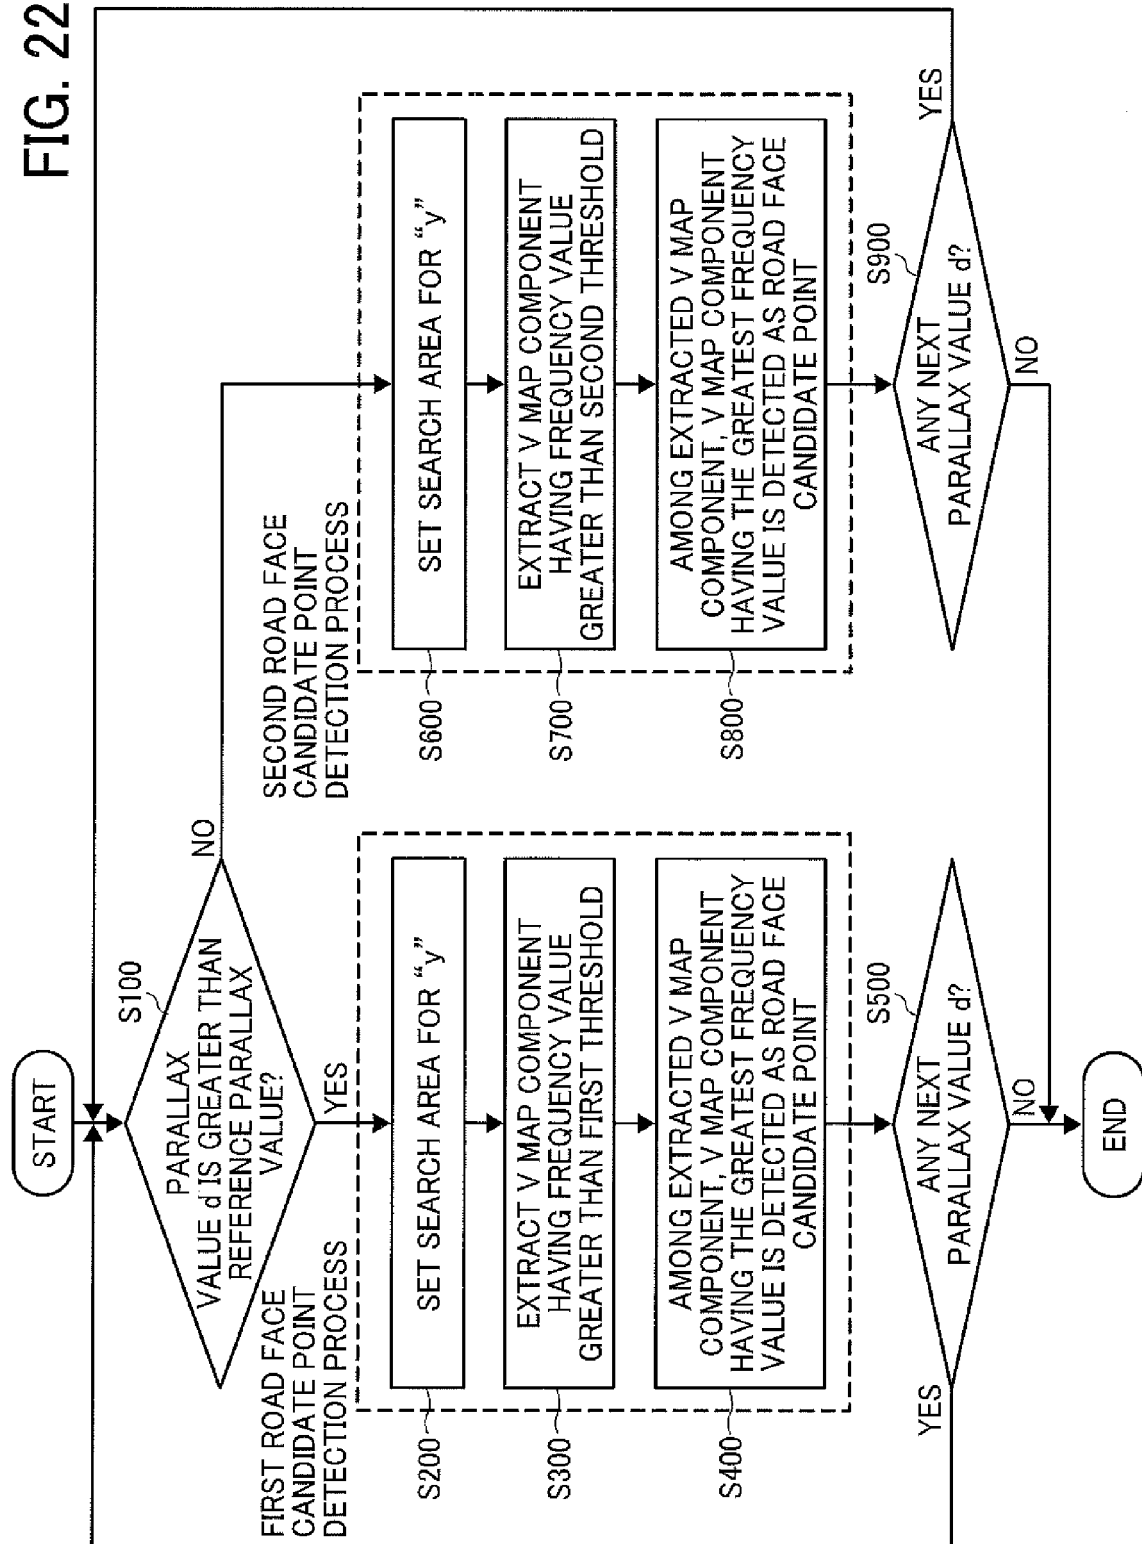 FIG. 22
START
PARALLAX
VALUE d IS GREATER THAN
REFERENCE PARALLAX
VALUE?
S100
YES
NO
FIRST ROAD FACE
CANDIDATE POINT
DETECTION PROCESS
S200
SET SEARCH AREA FOR “y”
S300
EXTRACT V MAP COMPONENT
HAVING FREQUENCY VALUE
GREATER THAN FIRST THRESHOLD
S400
AMONG EXTRACTED V MAP
COMPONENT, V MAP COMPONENT
HAVING THE GREATEST FREQUENCY
VALUE IS DETECTED AS ROAD FACE
CANDIDATE POINT
S500
ANY NEXT
PARALLAX VALUE d?
YES
NO
SECOND ROAD FACE
CANDIDATE POINT
DETECTION PROCESS
S600
SET SEARCH AREA FOR “y”
S700
EXTRACT V MAP COMPONENT
HAVING FREQUENCY VALUE
GREATER THAN SECOND THRESHOLD
S800
AMONG EXTRACTED V MAP
COMPONENT, V MAP COMPONENT
HAVING THE GREATEST FREQUENCY
VALUE IS DETECTED AS ROAD FACE
CANDIDATE POINT
S900
ANY NEXT
PARALLAX VALUE d?
YES
NO
END